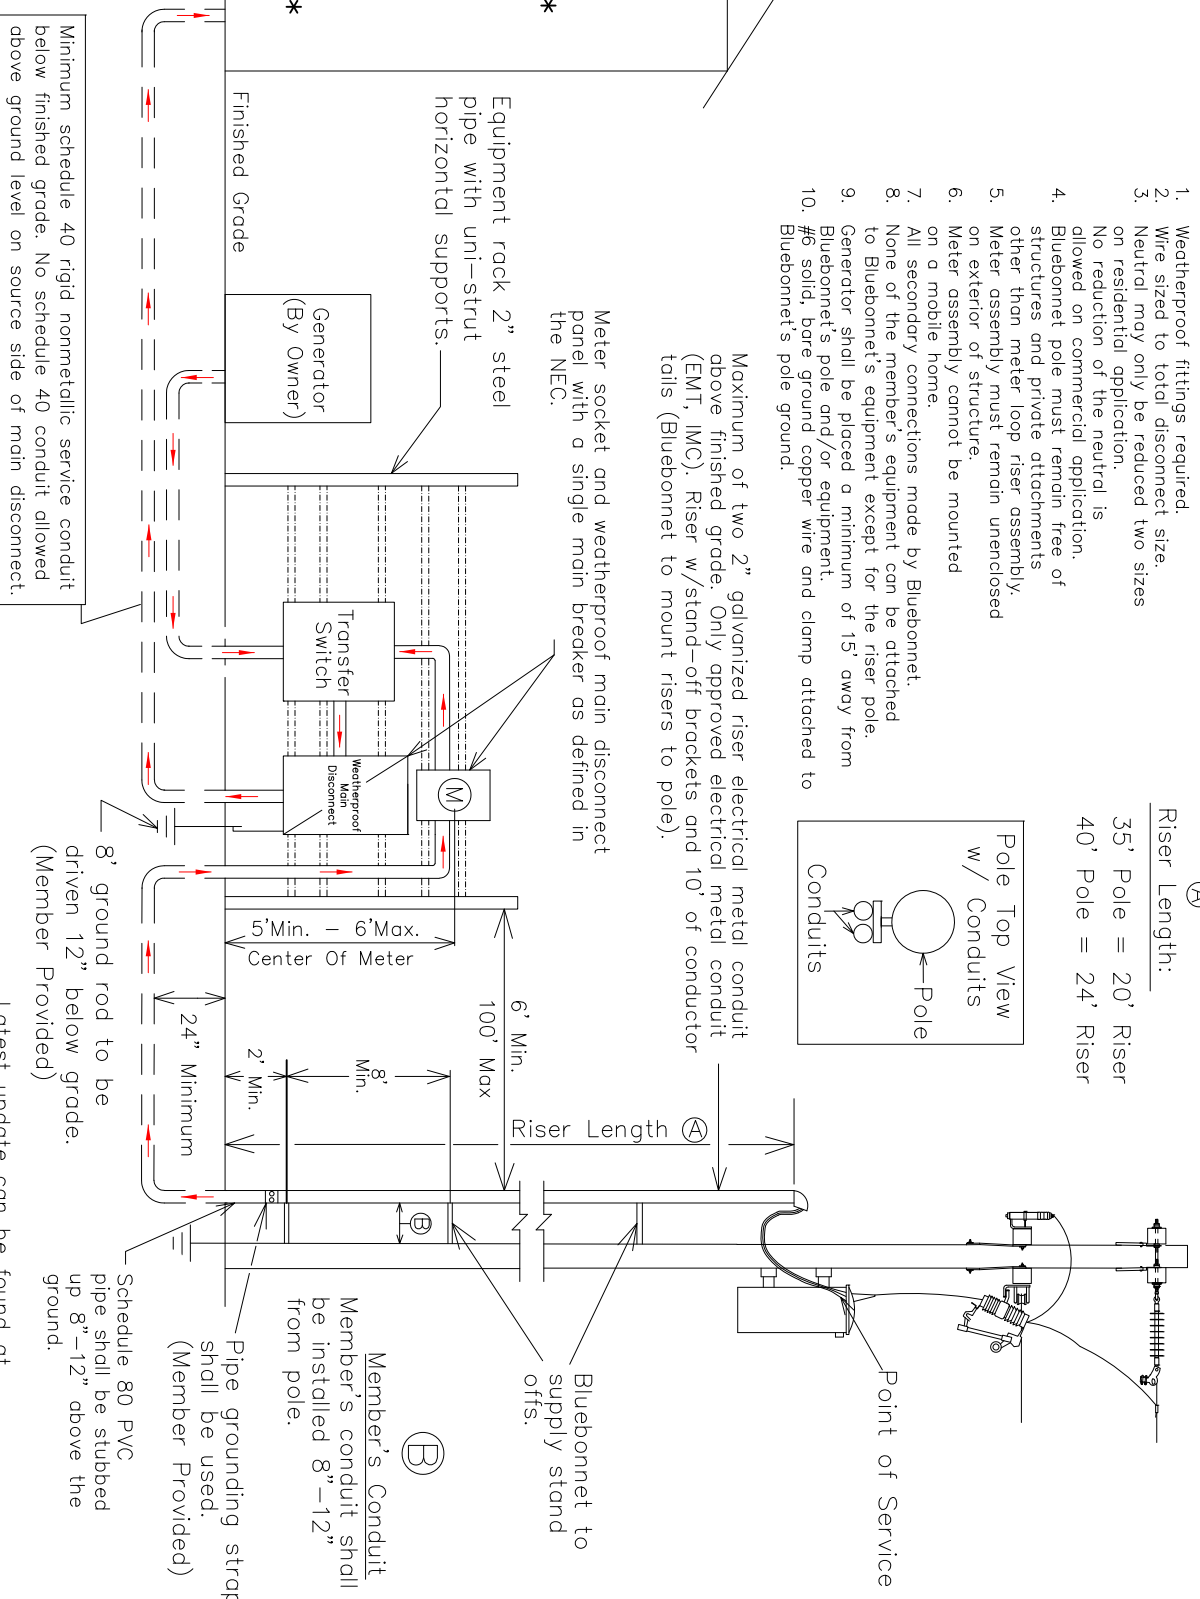 1. Weatherproof fittings required.
2. Wire sized to total disconnect size.
3. Neutral may only be reduced two sizes
on residential application.
No reduction of the neutral is
allowed on commercial application.
4. Bluebonnet pole must remain free of
structures and private attachments
other than meter loop riser assembly.
5. Meter assembly must remain unenclosed
on exterior of structure.
6. Meter assembly cannot be mounted
on a mobile home.
7. All secondary connections made by Bluebonnet.
8. None of the member's equipment can be attached
to Bluebonnet's equipment except for the riser pole.
9. Generator shall be placed a minimum of 15' away from
Bluebonnet's pole and/or equipment.
10. #6 solid, bare ground copper wire and clamp attached to
Bluebonnet's pole ground.
A
Riser Length:
35' Pole = 20' Riser
40' Pole = 24' Riser
Pole Top View
w/ Conduits
Pole
Conduits
Maximum of two 2" galvanized riser electrical metal conduit
above finished grade. Only approved electrical metal conduit
(EMT, IMC). Riser w/stand-off brackets and 10' of conductor
tails (Bluebonnet to mount risers to pole).
Meter socket and weatherproof main disconnect
panel with a single main breaker as defined in
the NEC.
Equipment rack 2" steel
pipe with uni-strut
horizontal supports.
*
*
Finished Grade
Generator
(By Owner)
Transfer
Switch
Weatherproof
Main
Disconnect
M
5'Min. - 6'Max.
Center Of Meter
6' Min.
100' Max
Riser Length A
8'
Min.
2' Min.
24" Minimum
B
Point of Service
Bluebonnet to
supply stand
offs.
B
Member's Conduit
Member's conduit shall
be installed 8"-12"
from pole.
Pipe grounding strap
shall be used.
(Member Provided)
Schedule 80 PVC
pipe shall be stubbed
up 8"-12" above the
ground.
8' ground rod to be
driven 12" below grade.
(Member Provided)
Minimum schedule 40 rigid nonmetallic service conduit
below finished grade. No schedule 40 conduit allowed
above ground level on source side of main disconnect.
Latest update can be found at